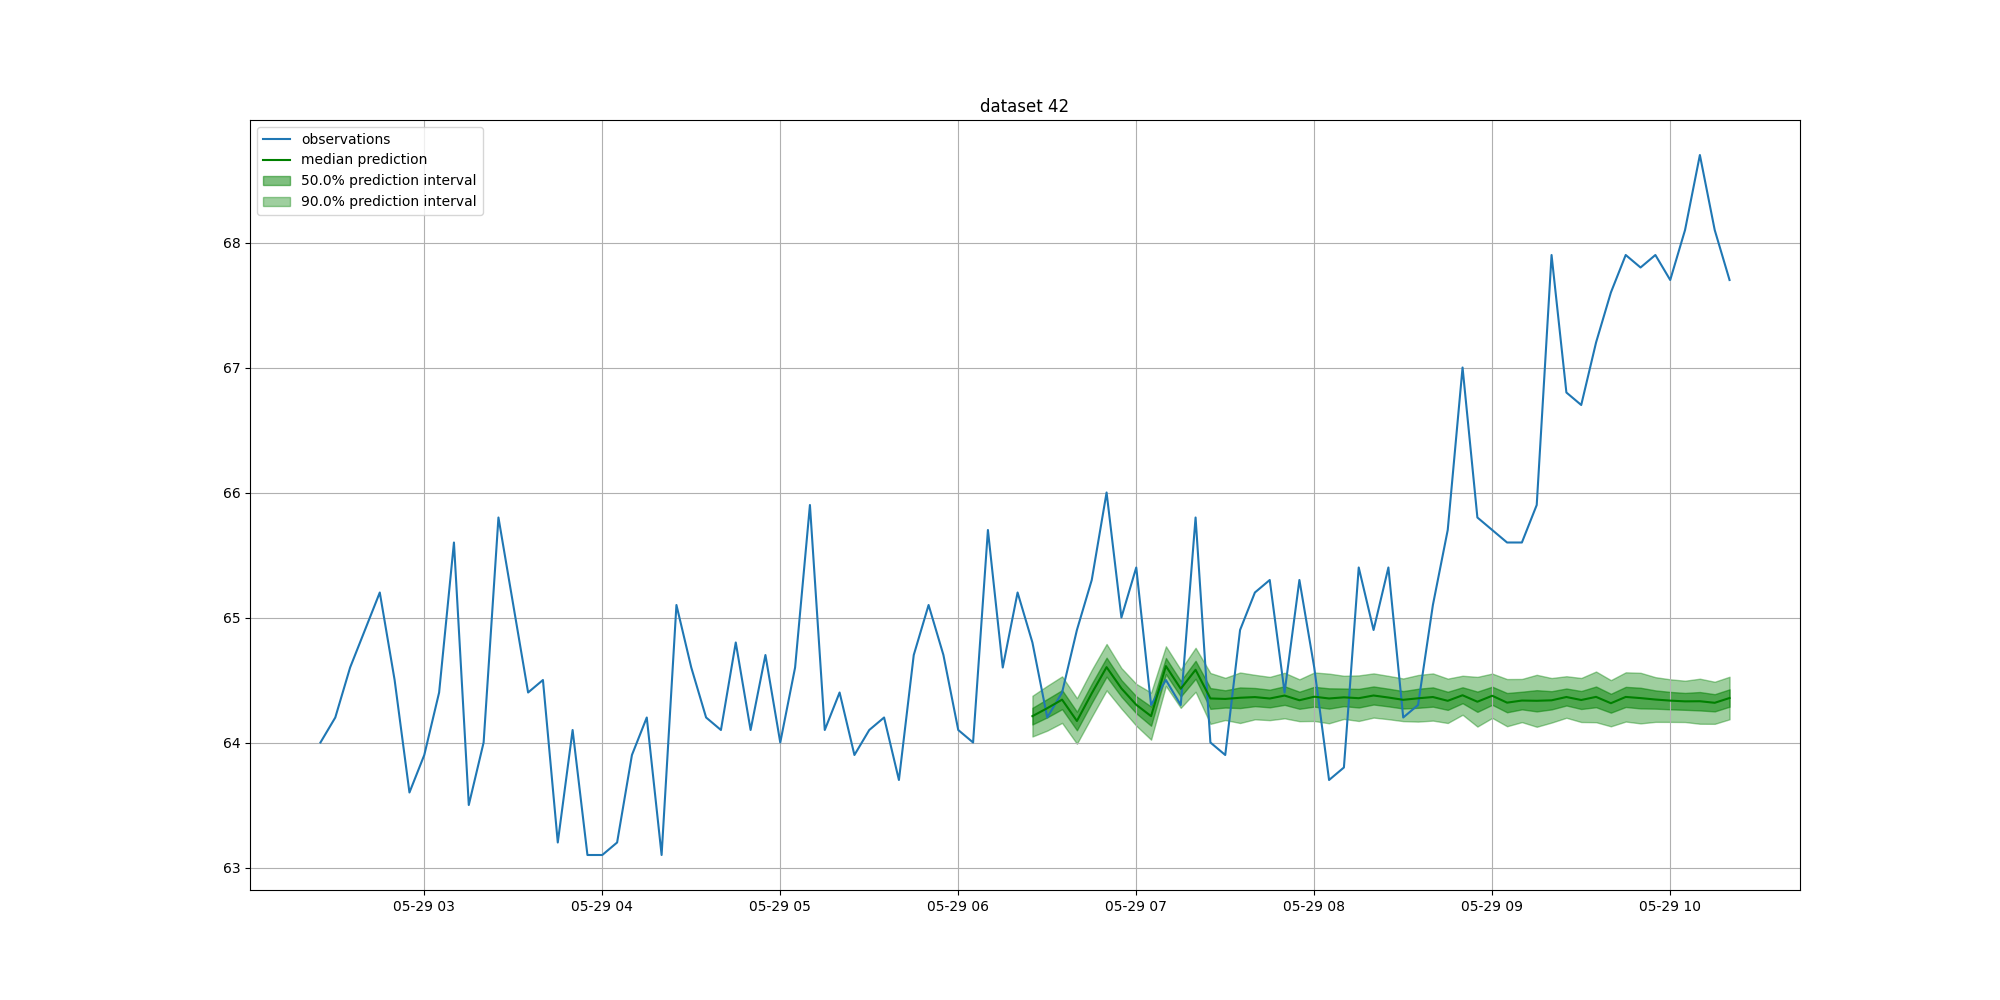 dataset 42
observations
median prediction
50.0% prediction interval
90.0% prediction interval
68
67
66
65
64
63
05-29 03
05-29 04
05-29 05
05-29 06
05-29 07
05-29 08
05-29 09
05-29 10